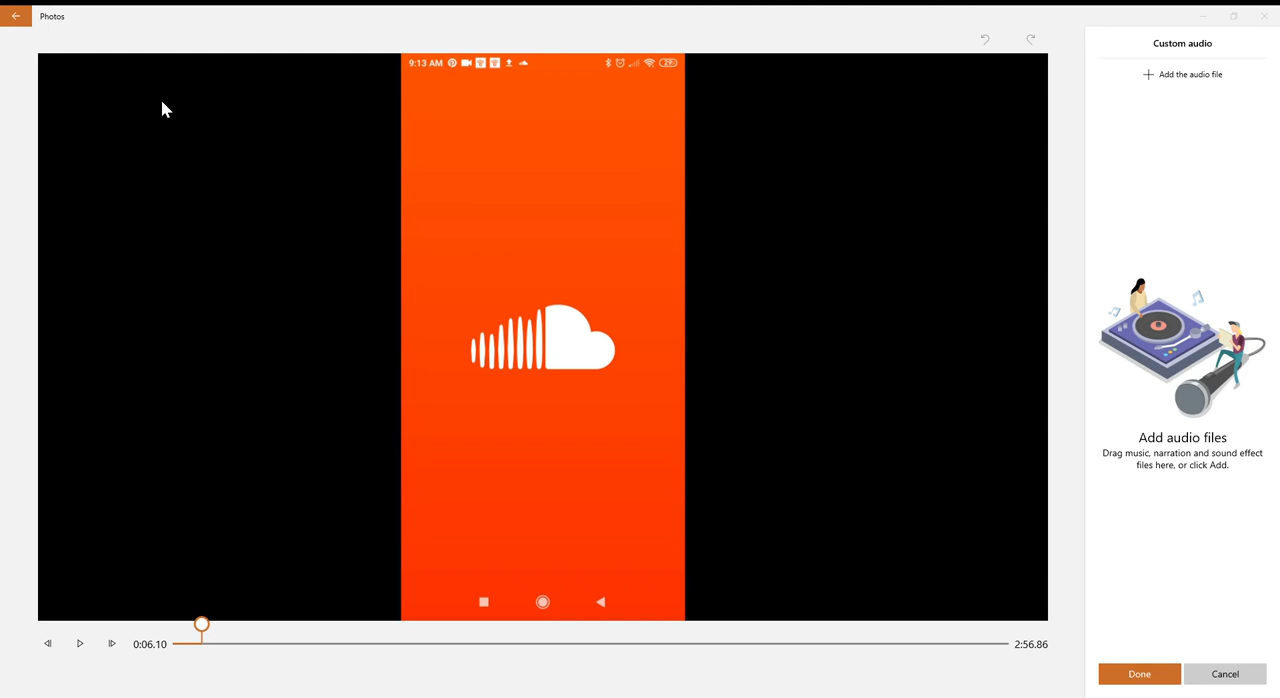 Photos
Custom audio
Add the audio file
9:13 AM
29
Add audio files
Drag music, narration and sound effect
files here, or click Add.
0:06.10
2:56.86
Done
Cancel